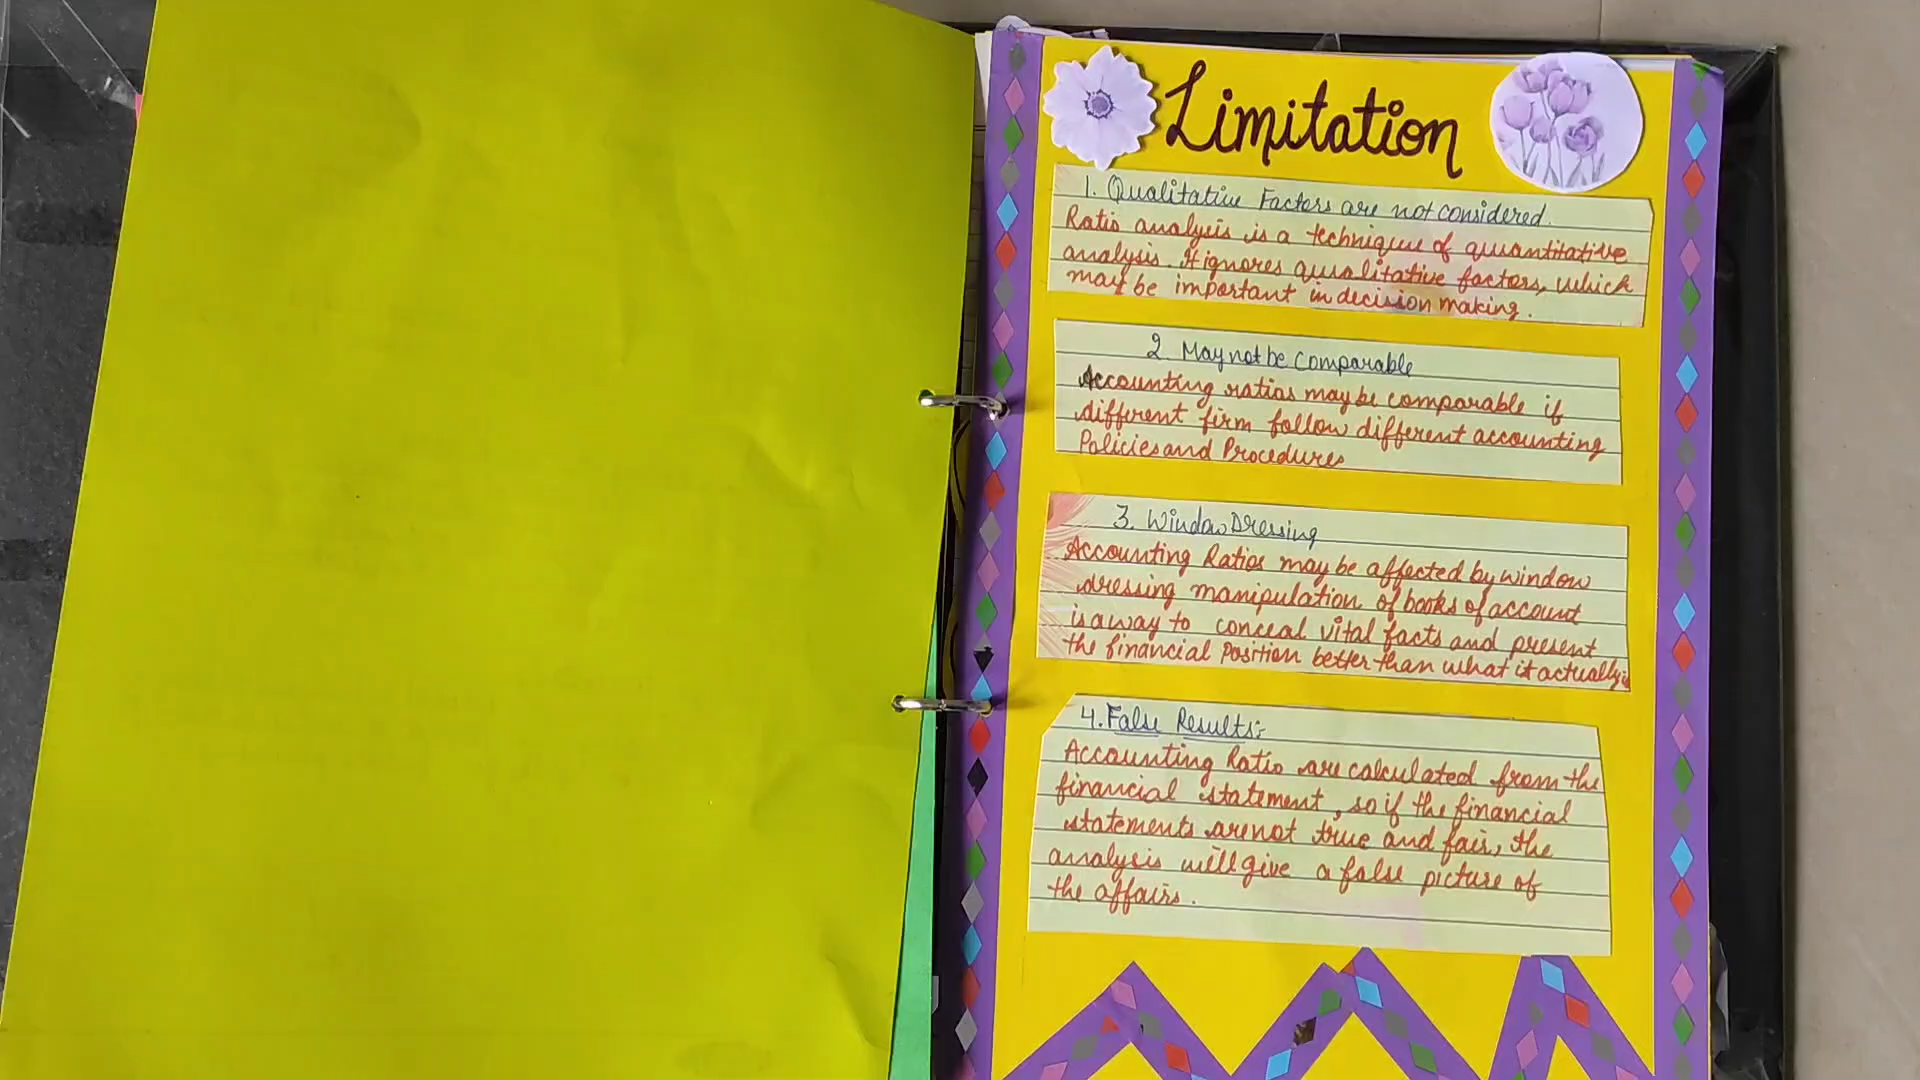 Limitation
1. Qualitative Factors are not considered.
Ratio analysis is a technique of quantitative
analysis. It ignores qualitative factors, which
may be important in decision making.
2. May not be Comparable
Accounting ratios may be comparable if
different firm follow different accounting
Policies and Procedures
3. Window Dressing
Accounting Ratios may be affected by window
dressing manipulation of books of account
is a way to conceal vital facts and present
the financial position better than what it actually is
4. False Results:-
Accounting Ratio are calculated from the
financial statement, so if the financial
statements are not true and fair, the
analysis will give a false picture of
the affairs.